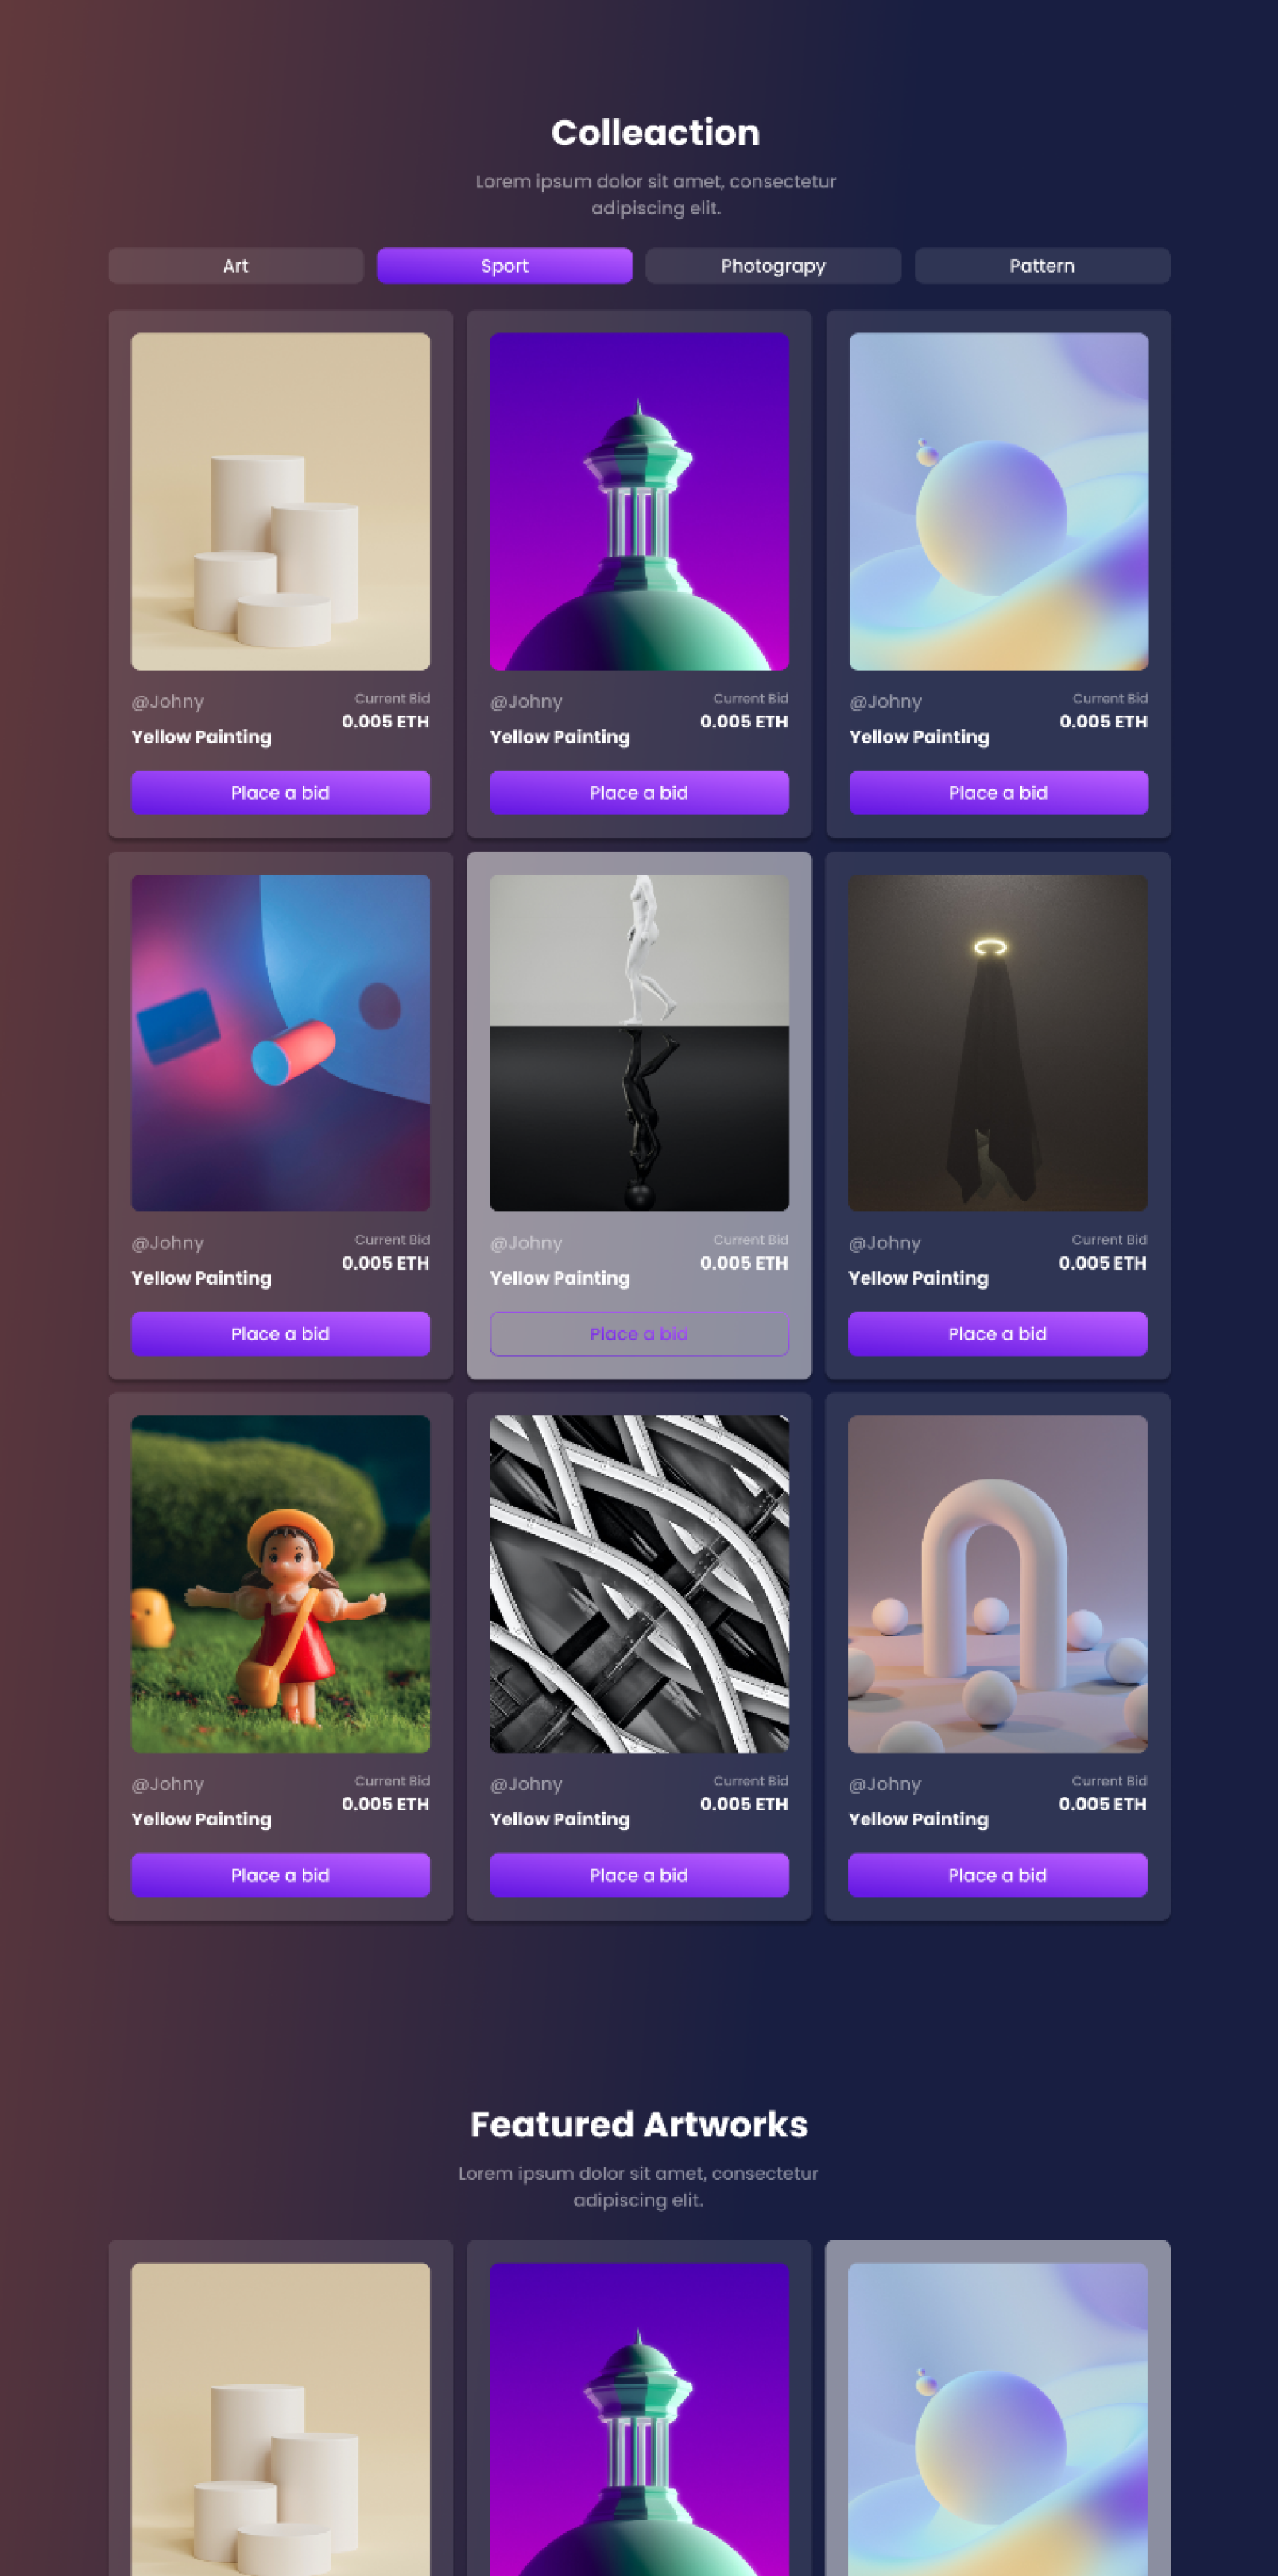 Colleaction
Lorem ipsum dolor sit amet, consectetur
adipiscing elit.
Art
Sport
Photograpy
Pattern
@Johny
Current Bid
0.005 ETH
Yellow Painting
Place a bid
@Johny
Current Bid
0.005 ETH
Yellow Painting
Place a bid
@Johny
Current Bid
0.005 ETH
Yellow Painting
Place a bid
@Johny
Current Bid
0.005 ETH
Yellow Painting
Place a bid
@Johny
Current Bid
0.005 ETH
Yellow Painting
Place a bid
@Johny
Current Bid
0.005 ETH
Yellow Painting
Place a bid
@Johny
Current Bid
0.005 ETH
Yellow Painting
Place a bid
@Johny
Current Bid
0.005 ETH
Yellow Painting
Place a bid
@Johny
Current Bid
0.005 ETH
Yellow Painting
Place a bid
Featured Artworks
Lorem ipsum dolor sit amet, consectetur
adipiscing elit.